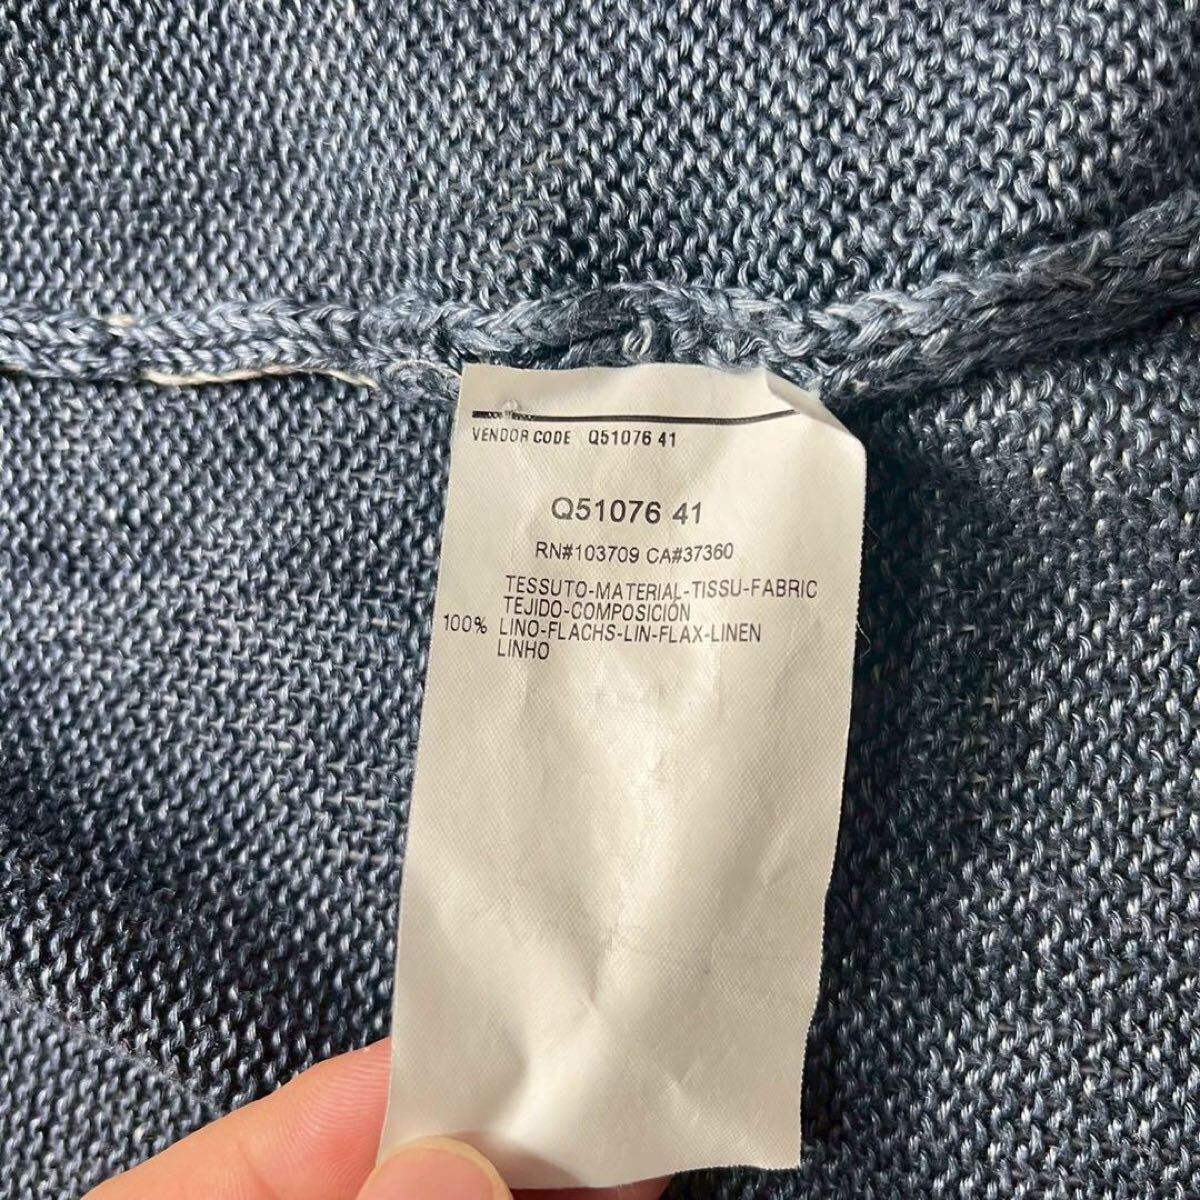 VENDOR CODE Q51076 41
Q51076 41
RN#103709 CA#37360
TESSUTO-MATERIAL-TISSU-FABRIC
TEJIDO-COMPOSICIÓN
100% LINO-FLACHS-LIN-FLAX-LINEN
LINHO